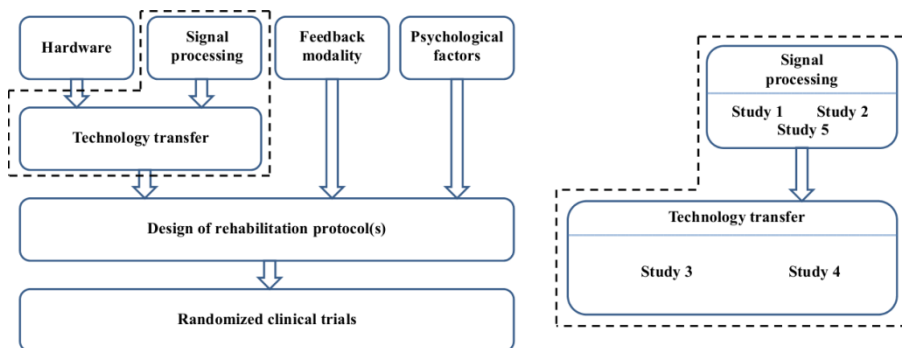 Hardware
Signal
processing
Feedback
modality
Psychological
factors
Technology transfer
Design of rehabilitation protocol(s)
Randomized clinical trials
Signal
processing
Study 1 Study 2
Study 5
Technology transfer
Study 3 Study 4